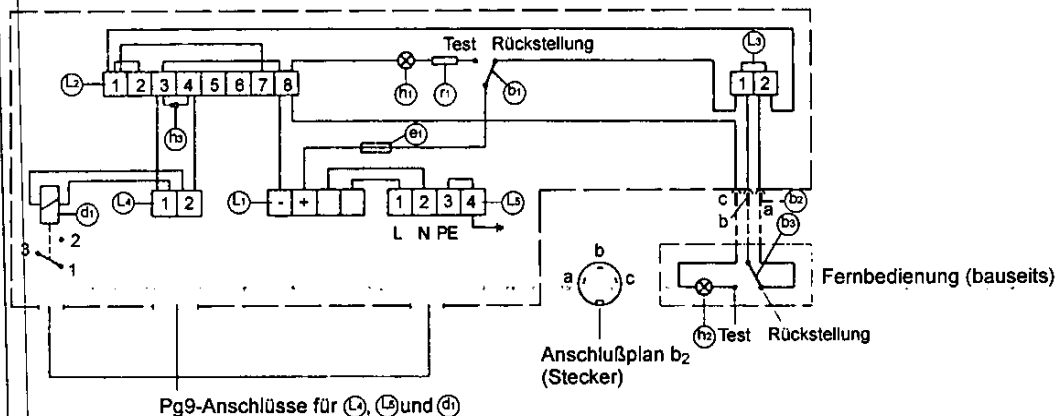 Test Rückstellung
L3
L2 1 2 3 4 5 6 7 8 h1 r1 b1 1 2
h3
e1
d1 L4 1 2 L1 - + 1 2 3 4 L5
L N PE
c b a b2
b3
3 2 1
b
a c
Fernbedienung (bauseits)
h2 Test Rückstellung
Anschlußplan b2
(Stecker)
Pg9-Anschlüsse für L4, L5 und d1